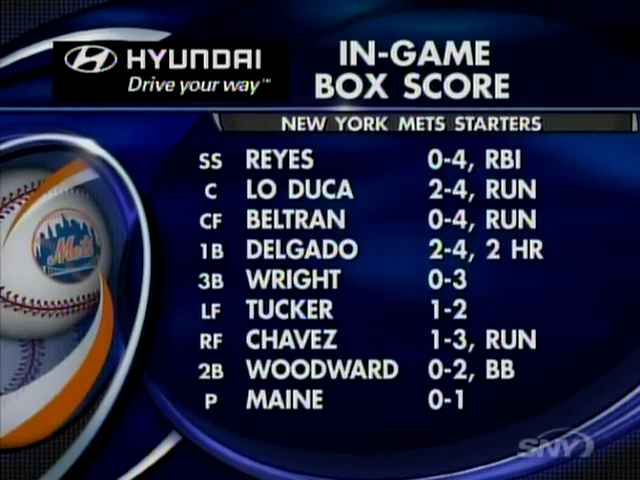 HYUNDAI
Drive your way™
IN-GAME
BOX SCORE
NEW YORK METS STARTERS
SS REYES 0-4, RBI
C LO DUCA 2-4, RUN
CF BELTRAN 0-4, RUN
1B DELGADO 2-4, 2 HR
3B WRIGHT 0-3
LF TUCKER 1-2
RF CHAVEZ 1-3, RUN
2B WOODWARD 0-2, BB
P MAINE 0-1
Mets
SNY